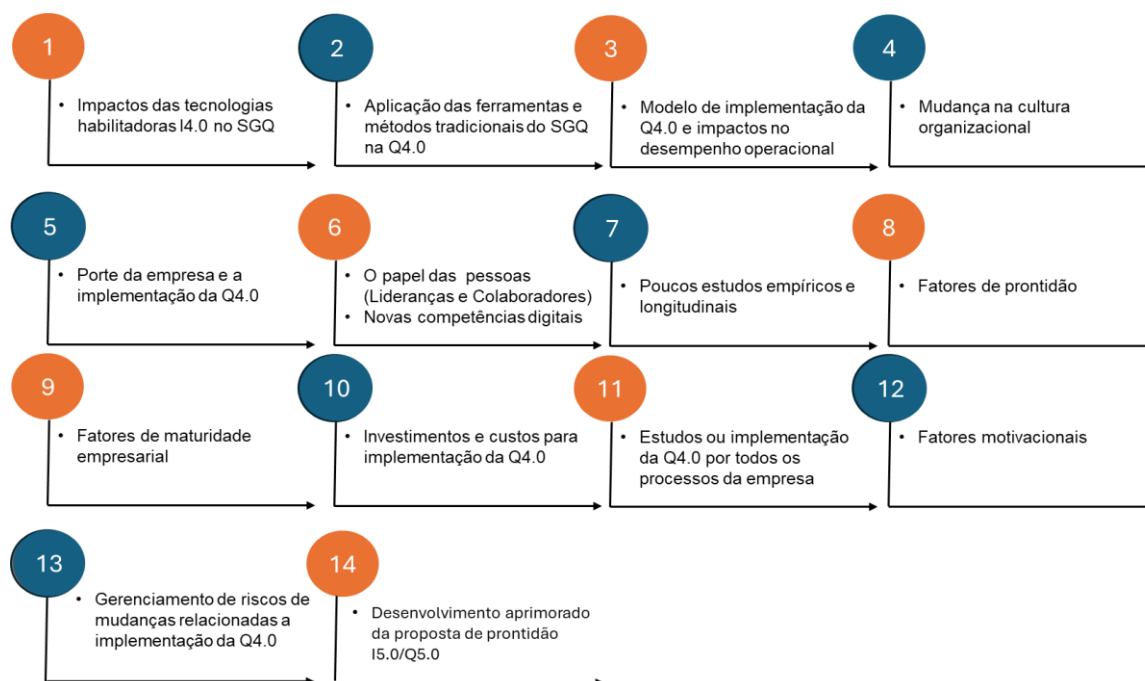 1
• Impactos das tecnologias
habilitadoras I4.0 no SGQ
2
• Aplicação das ferramentas e
métodos tradicionais do SGQ
na Q4.0
3
• Modelo de implementação da
Q4.0 e impactos no
desempenho operacional
4
• Mudança na cultura
organizacional
5
• Porte da empresa e a
implementação da Q4.0
6
• O papel das pessoas
(Lideranças e Colaboradores)
• Novas competências digitais
7
• Poucos estudos empíricos e
longitudinais
8
• Fatores de prontidão
9
• Fatores de maturidade
empresarial
10
• Investimentos e custos para
implementação da Q4.0
11
• Estudos ou implementação
da Q4.0 por todos os
processos da empresa
12
• Fatores motivacionais
13
• Gerenciamento de riscos de
mudanças relacionadas a
implementação da Q4.0
14
• Desenvolvimento aprimorado
da proposta de prontidão
I5.0/Q5.0